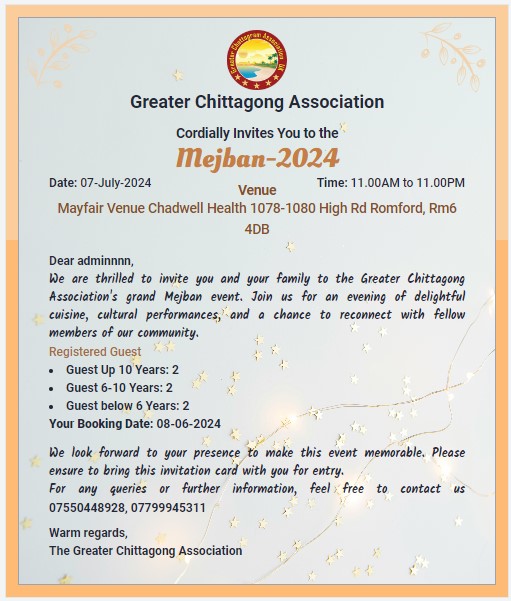 Greater Chittagram Association UK
Greater Chittagong Association
Cordially Invites You to the
Mejban-2024
Date: 07-July-2024
Time: 11.00AM to 11.00PM
Venue
Mayfair Venue Chadwell Health 1078-1080 High Rd Romford, Rm6
4DB
Dear adminnnn,
We are thrilled to invite you and your family to the Greater Chittagong
Association's grand Mejban event. Join us for an evening of delightful
cuisine, cultural performances, and a chance to reconnect with fellow
members of our community.
Registered Guest
• Guest Up 10 Years: 2
• Guest 6-10 Years: 2
• Guest below 6 Years: 2
Your Booking Date: 08-06-2024
We look forward to your presence to make this event memorable. Please
ensure to bring this invitation card with you for entry.
For any queries or further information, feel free to contact us
07550448928, 07799945311
Warm regards,
The Greater Chittagong Association